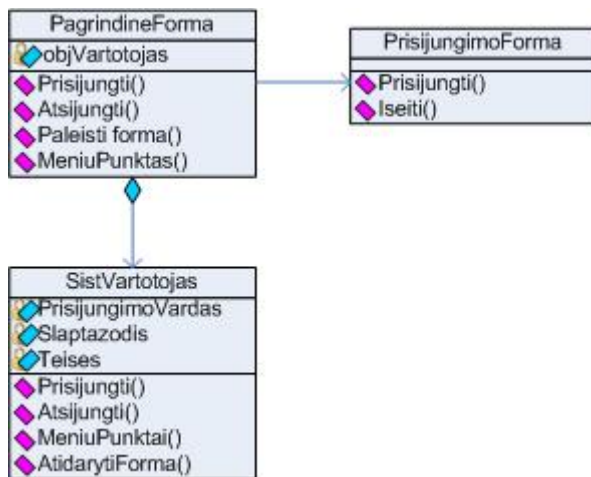 PagrindineForma
objVartotojas
Prisijungti()
Atsijungti()
Paleisti forma()
MeniuPunktas()
PrisijungimoForma
Prisijungti()
Iseiti()
SistVartotojas
PrisijungimoVardas
Slaptazodis
Teises
Prisijungti()
Atsijungti()
MeniuPunktai()
AtidarytiForma()